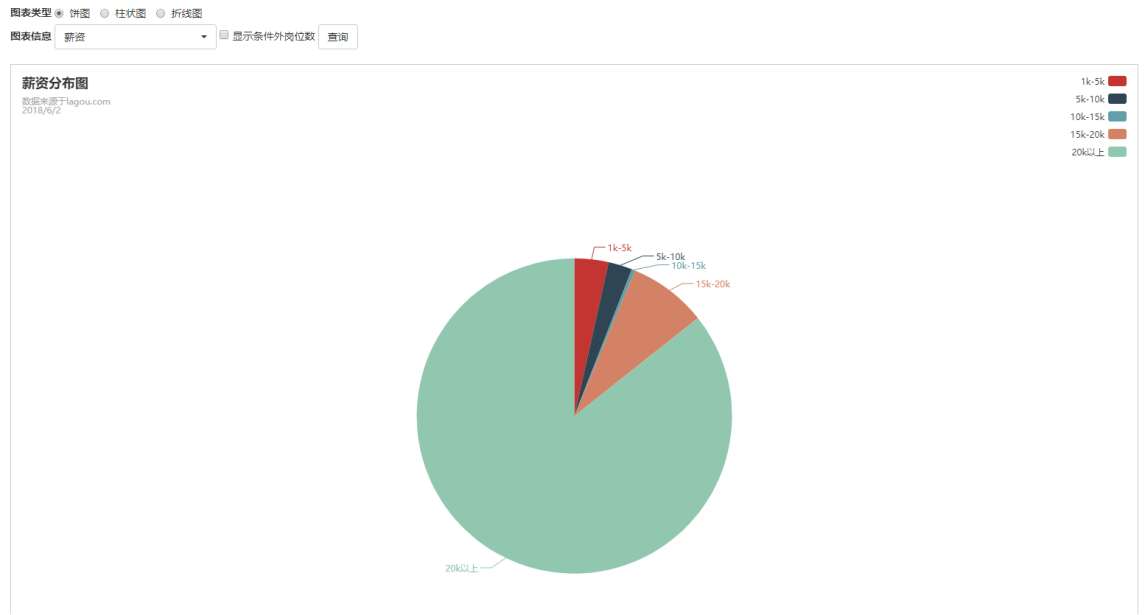 图表类型 饼图 柱状图 折线图
图表信息 薪资 显示条件外岗位数 查询
薪资分布图
数据来源于lagou.com
2018/6/2
1k-5k
5k-10k
10k-15k
15k-20k
20k以上
1k-5k
5k-10k
10k-15k
15k-20k
20k以上